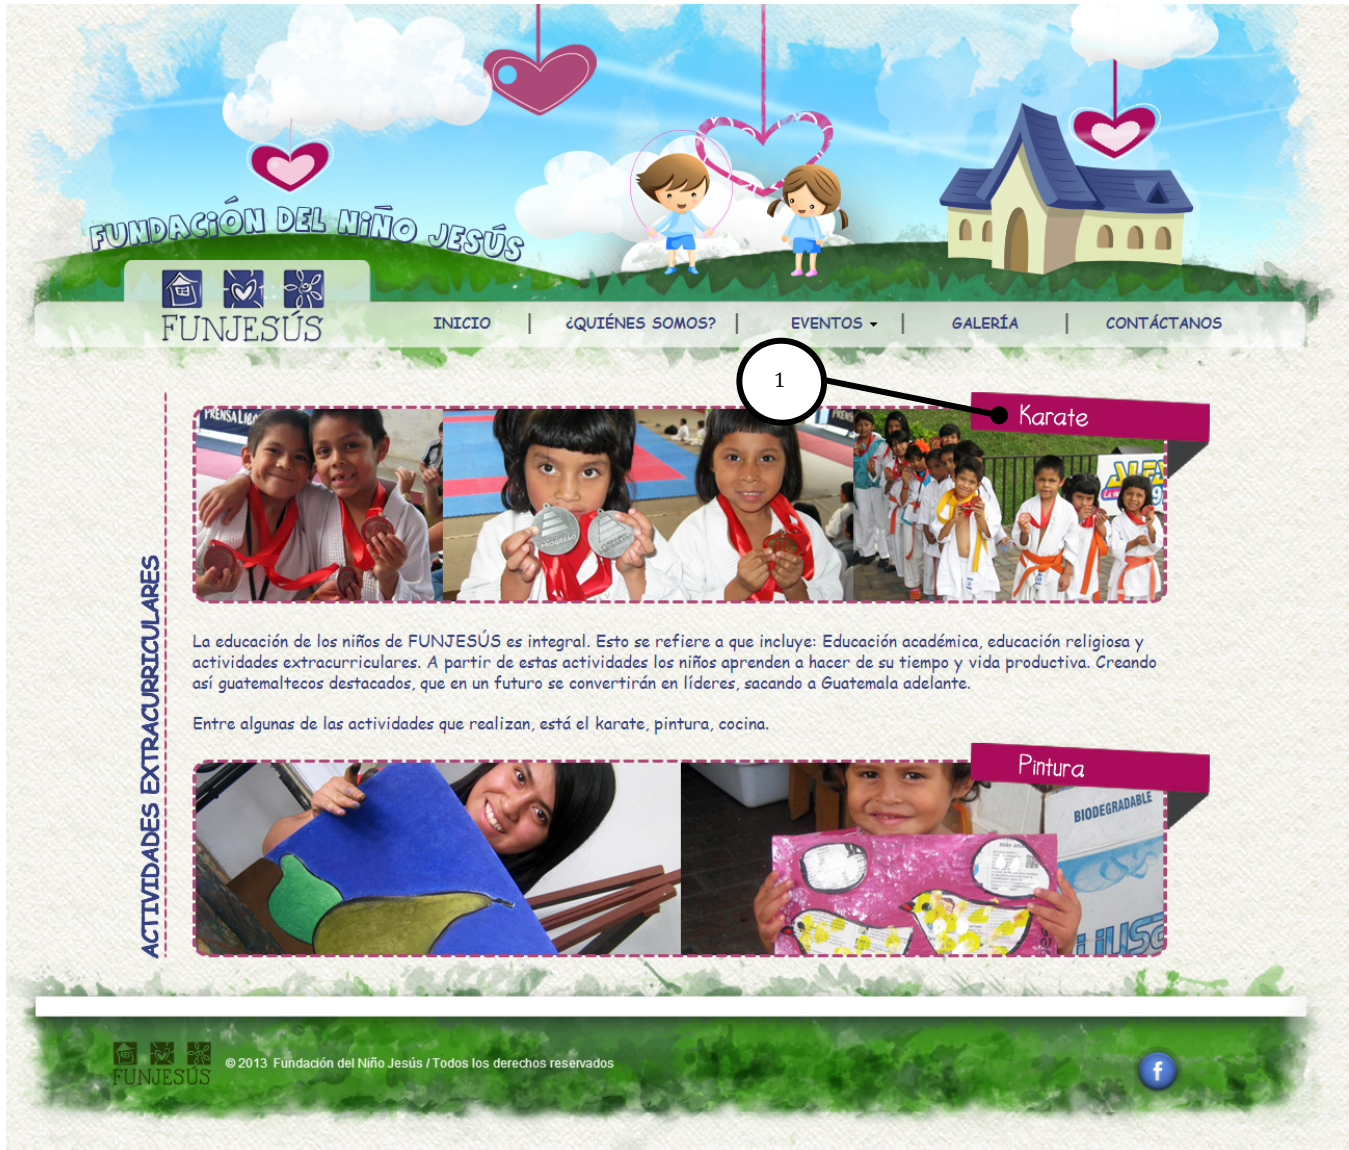 FUNDACIÓN DEL NIÑO JESÚS
FUNJESÚS
INICIO | ¿QUIÉNES SOMOS? | EVENTOS | GALERÍA | CONTÁCTANOS
1
Karate
PRENSA LIB
PROGRESO
ACTIVIDADES EXTRACURRICULARES
La educación de los niños de FUNJESÚS es integral. Esto se refiere a que incluye: Educación académica, educación religiosa y
actividades extracurriculares. A partir de estas actividades los niños aprenden a hacer de su tiempo y vida productiva. Creando
así guatemaltecos destacados, que en un futuro se convertirán en líderes, sacando a Guatemala adelante.
Entre algunas de las actividades que realizan, está el karate, pintura, cocina.
Pintura
BIODEGRADABLE
FUNJESÚS
© 2013 Fundación del Niño Jesús / Todos los derechos reservados
f